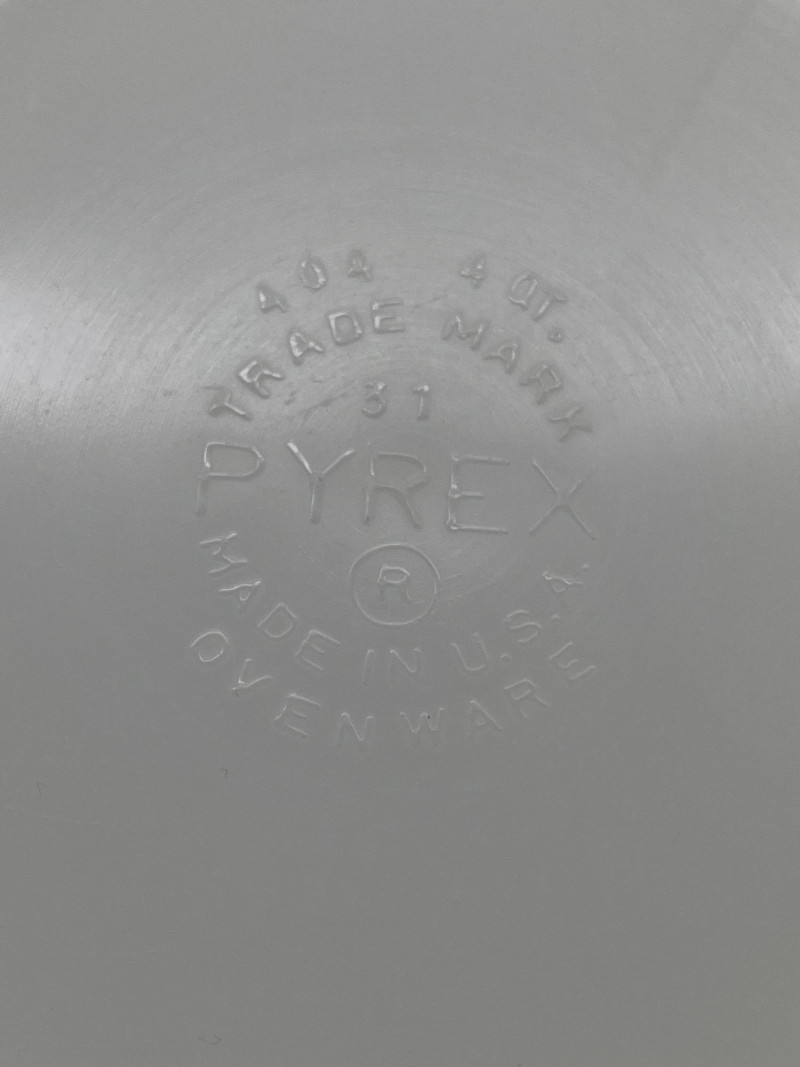 404 4 QT.
TRADE MARK
31
PYREX
R
MADE IN U.S.A.
OVENWARE